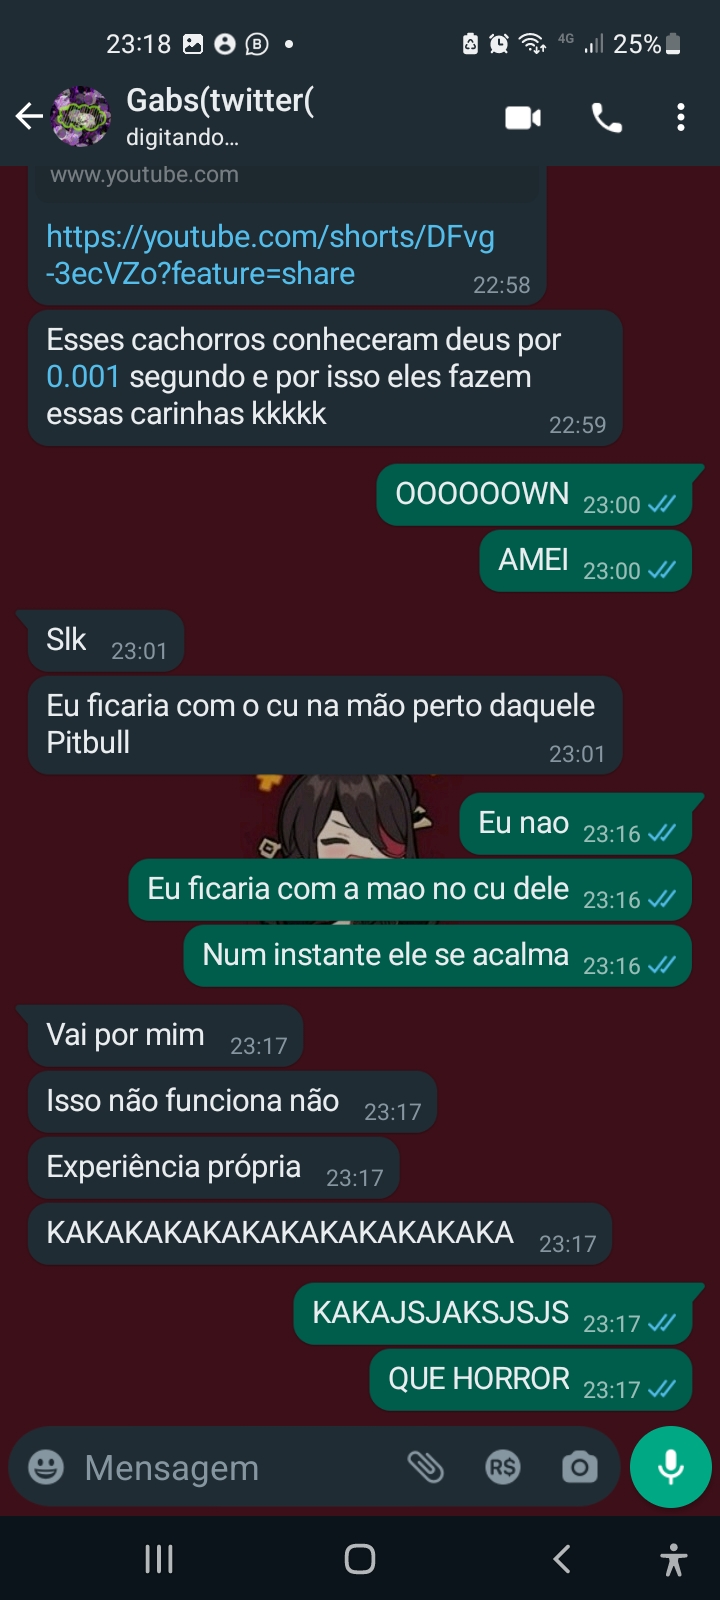 23:18
4G
25%
Gabs(twitter(
digitando...
www.youtube.com
https://youtube.com/shorts/DFvg
-3ecVZo?feature=share
22:58
Esses cachorros conheceram deus por
0.001 segundo e por isso eles fazem
essas carinhas kkkkk
22:59
OOOOOOWN 23:00
AMEI 23:00
Slk 23:01
Eu ficaria com o cu na mão perto daquele
Pitbull
23:01
Eu nao 23:16
Eu ficaria com a mao no cu dele 23:16
Num instante ele se acalma 23:16
Vai por mim 23:17
Isso não funciona não 23:17
Experiência própria 23:17
KAKAKAKAKAKAKAKAKAKAKAKA 23:17
KAKAJSJAKSJSJS 23:17
QUE HORROR 23:17
Mensagem
R$